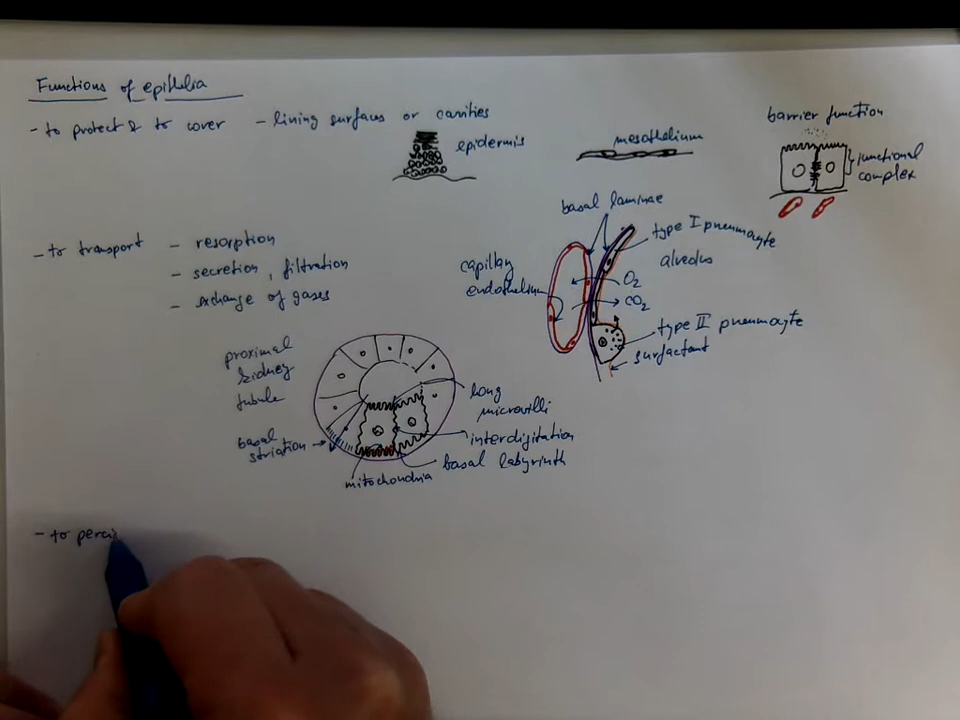 Functions of epithelia
- to protect & to cover - lining surfaces or cavities
epidermis
mesothelium
barrier function
junctional
complex
- to transport - resorption
- secretion, filtration
- exchange of gases
basal laminae
type I pneumocyte
alveolus
capillary
endothelium
O2
CO2
type II pneumocyte
surfactant
proximal
kidney
tubule
basal
striation
long
microvilli
interdigitation
basal labyrinth
mitochondria
- to perci